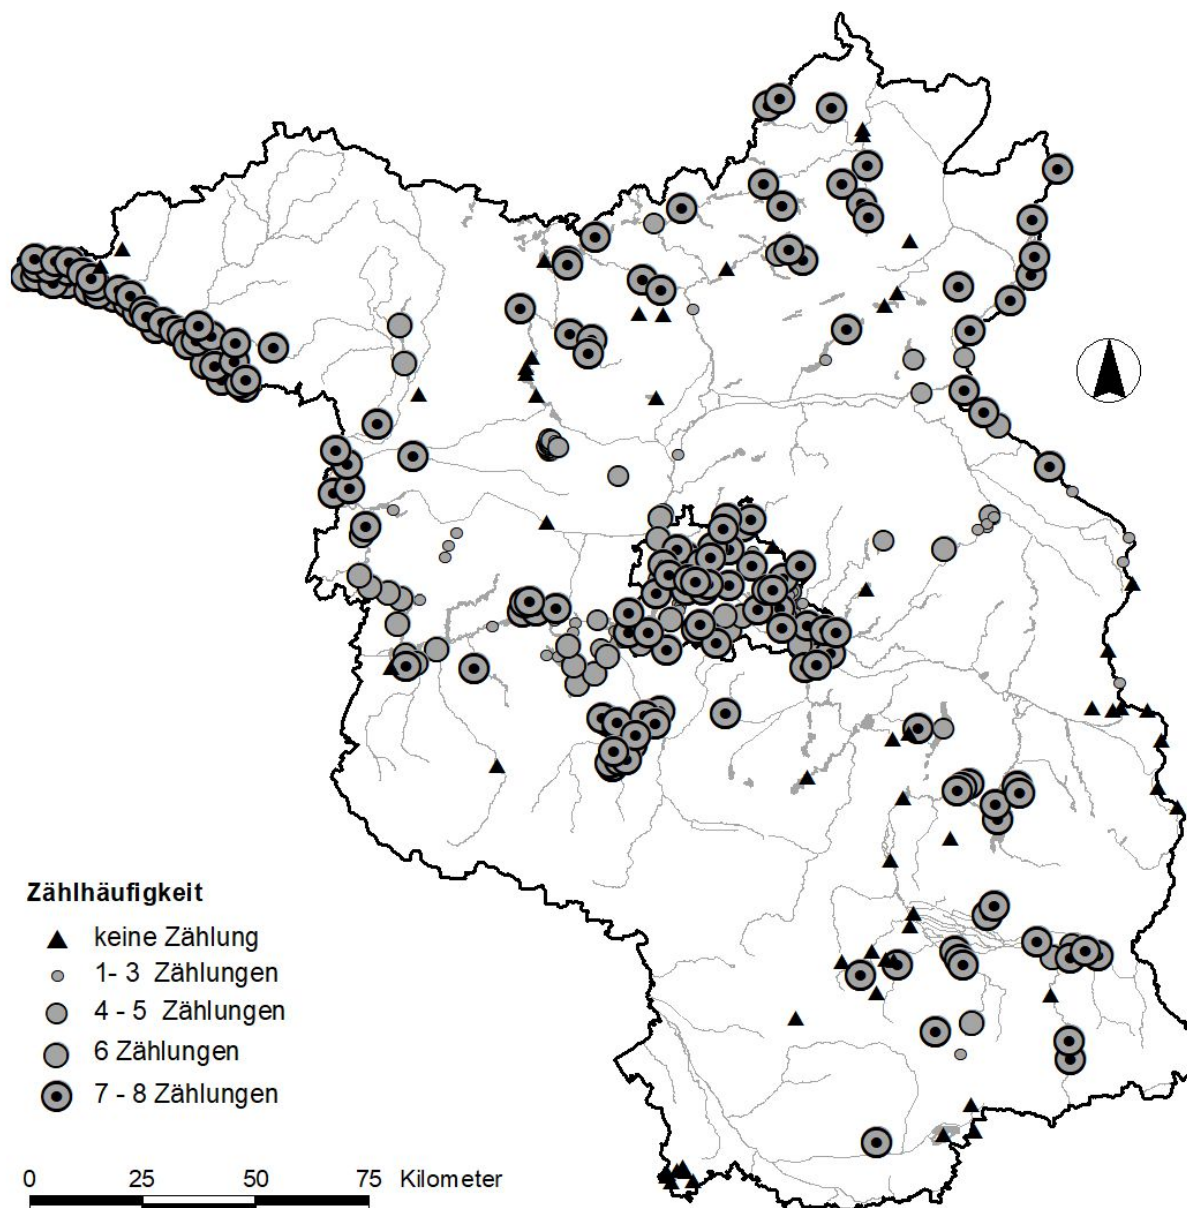 Zählhäufigkeit
keine Zählung
1- 3 Zählungen
4 - 5 Zählungen
6 Zählungen
7 - 8 Zählungen
0 25 50 75 Kilometer